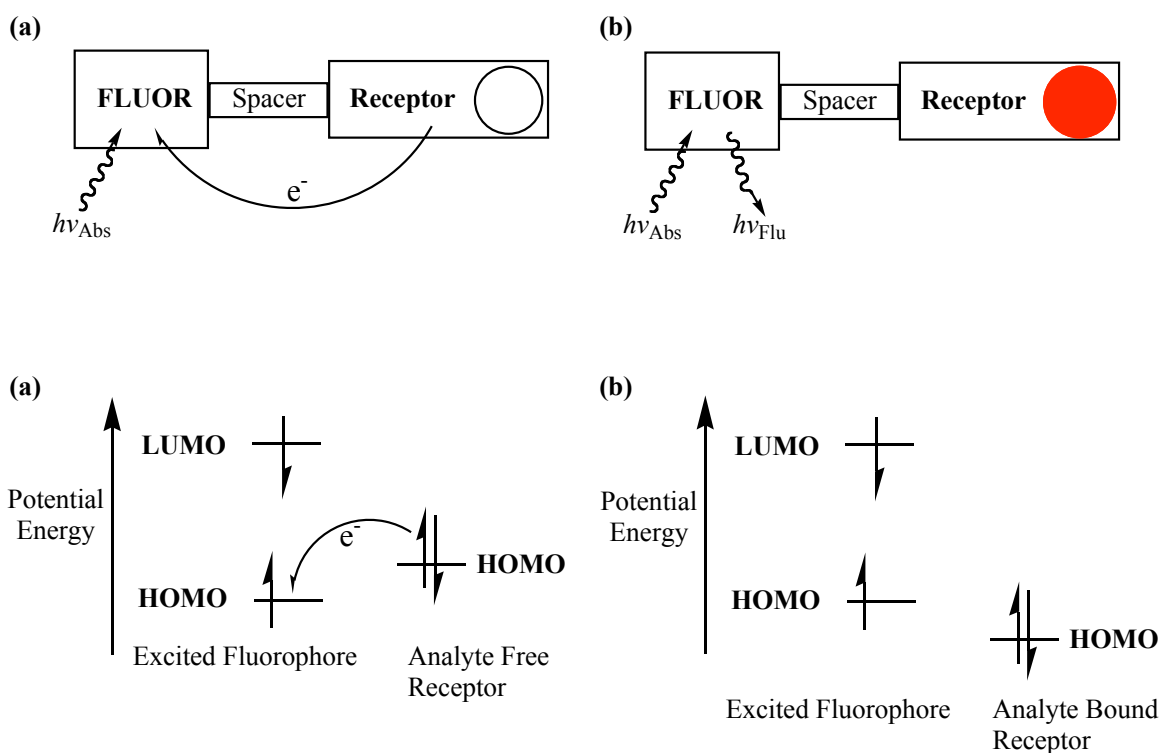 (a)
FLUOR Spacer Receptor
e-
hνAbs
(b)
FLUOR Spacer Receptor
hνAbs hνFlu
(a)
LUMO
Potential
Energy
e-
HOMO
HOMO
Excited Fluorophore
Analyte Free
Receptor
(b)
LUMO
Potential
Energy
HOMO
HOMO
Excited Fluorophore
Analyte Bound
Receptor